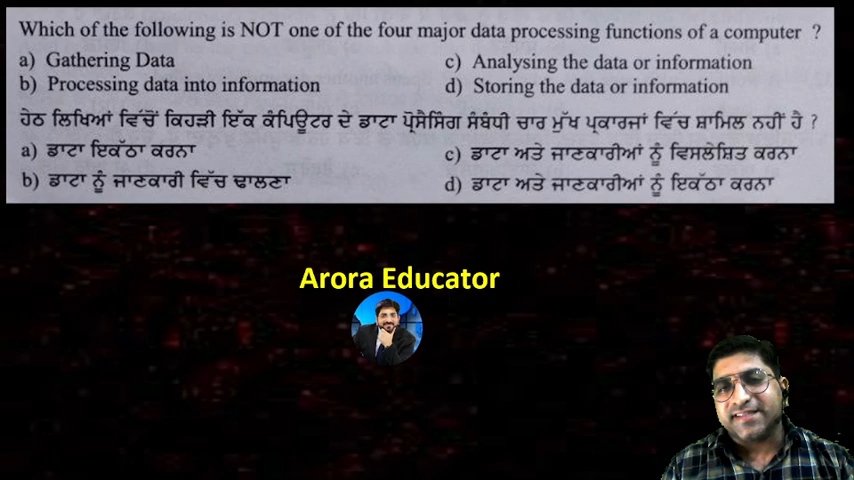 Which of the following is NOT one of the four major data processing functions of a computer ?
a) Gathering Data
c) Analysing the data or information
b) Processing data into information
d) Storing the data or information
ਹੇਠ ਲਿਖਿਆਂ ਵਿੱਚੋਂ ਕਿਹੜੀ ਇੱਕ ਕੰਪਿਊਟਰ ਦੇ ਡਾਟਾ ਪ੍ਰੋਸੈਸਿੰਗ ਸੰਬੰਧੀ ਚਾਰ ਮੁੱਖ ਪ੍ਰਕਾਰਜਾਂ ਵਿੱਚ ਸ਼ਾਮਿਲ ਨਹੀਂ ਹੈ ?
a) ਡਾਟਾ ਇਕੱਠਾ ਕਰਨਾ
c) ਡਾਟਾ ਅਤੇ ਜਾਣਕਾਰੀਆਂ ਨੂੰ ਵਿਸਲੇਸ਼ਿਤ ਕਰਨਾ
b) ਡਾਟਾ ਨੂੰ ਜਾਣਕਾਰੀ ਵਿੱਚ ਢਾਲਣਾ
d) ਡਾਟਾ ਅਤੇ ਜਾਣਕਾਰੀਆਂ ਨੂੰ ਇਕੱਠਾ ਕਰਨਾ
Arora Educator